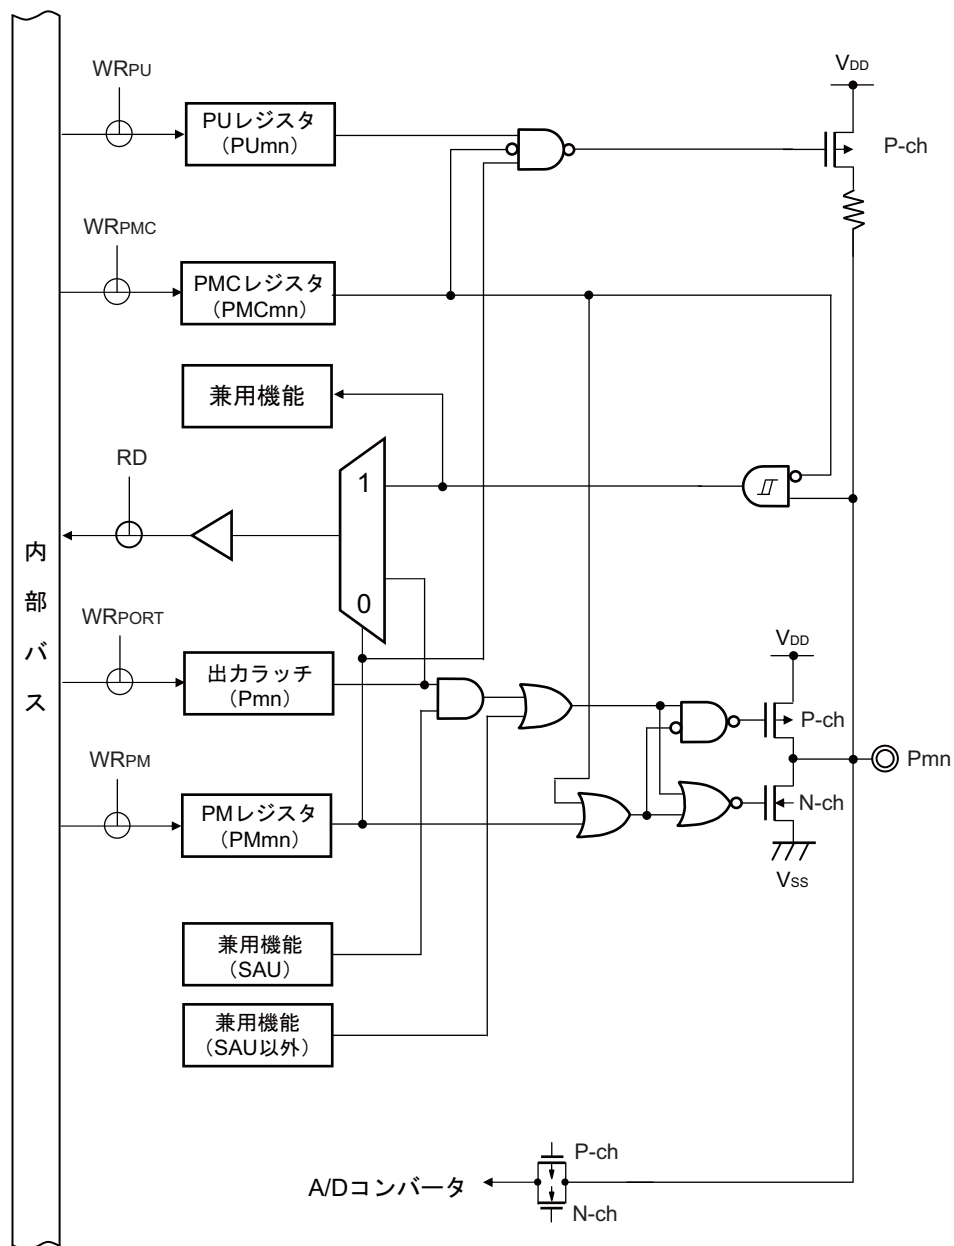 WRPU
PUレジスタ
(PUmn)
VDD
P-ch
WRPMC
PMCレジスタ
(PMCmn)
兼用機能
RD
1
0
内部バス
WRPORT
出力ラッチ
(Pmn)
VDD
P-ch
Pmn
WRPM
PMレジスタ
(PMmn)
N-ch
VSS
兼用機能
(SAU)
兼用機能
(SAU以外)
P-ch
A/Dコンバータ
N-ch